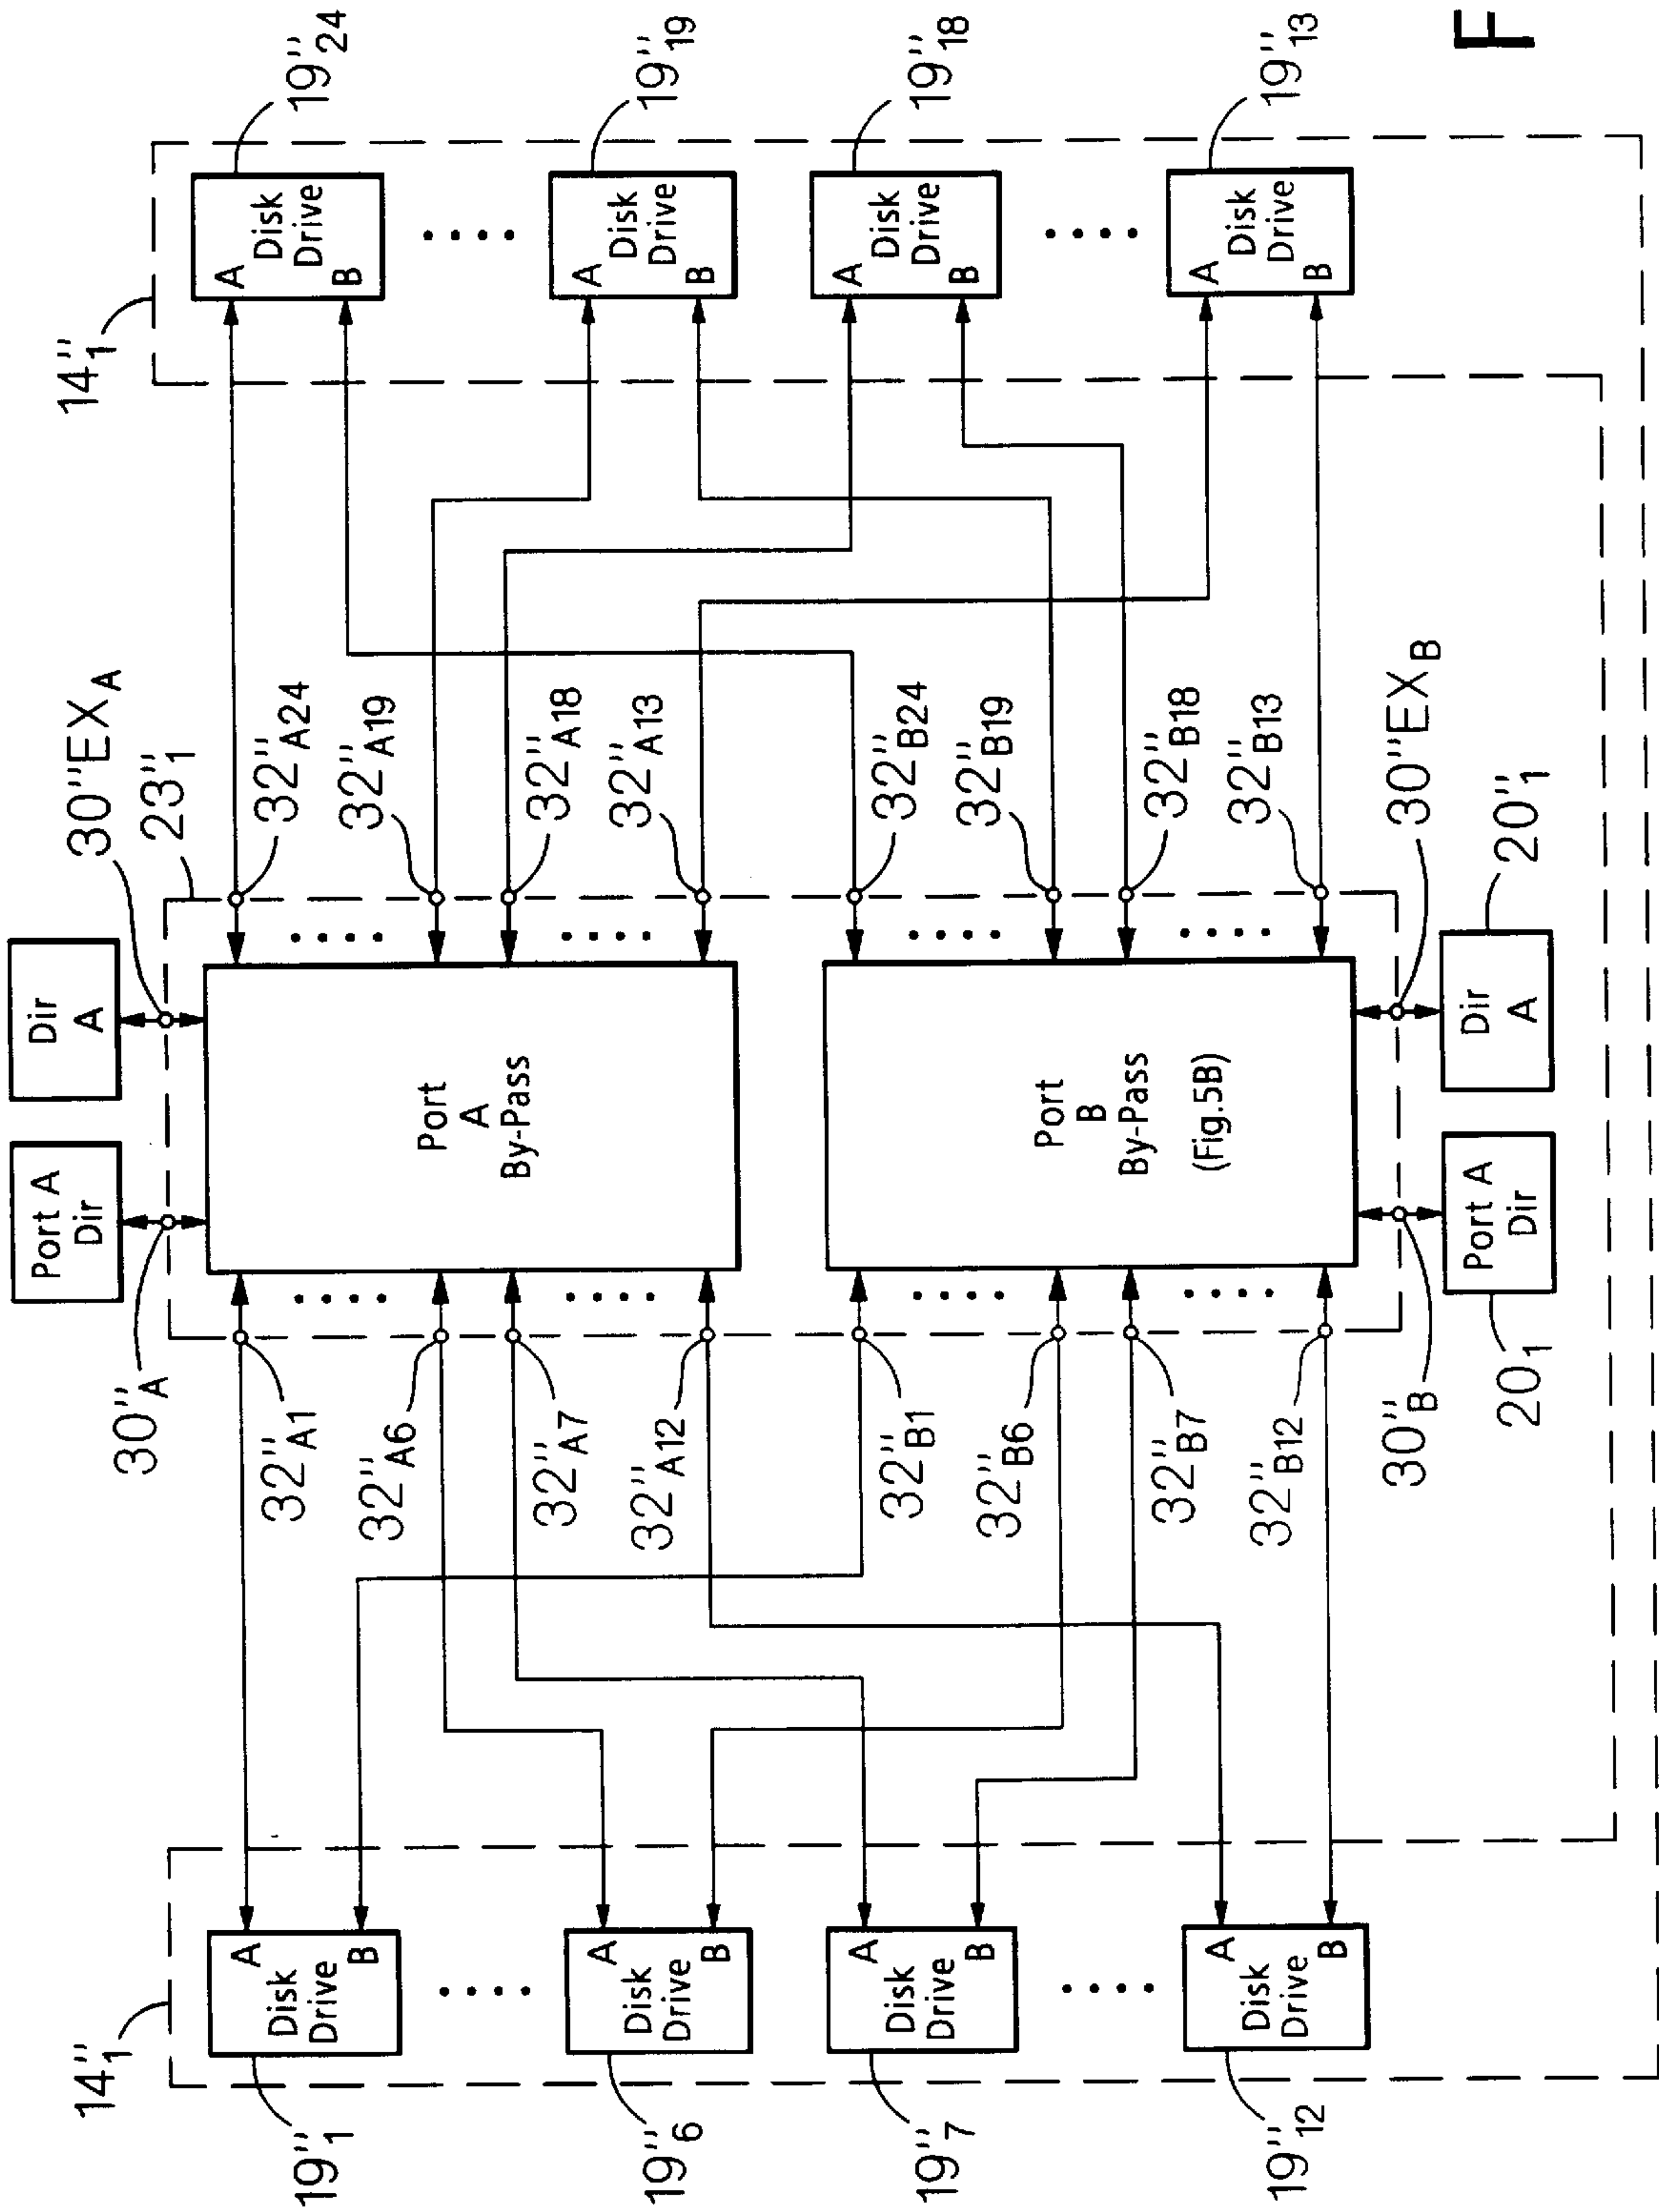 Port A
Dir
Dir
A
14"1
30"A
30"EXA
23"1
14"1
19"1
Disk
Drive
A
B
32"A1
32"A24
A
B
Disk
Drive
19"24
32"A6
32"A19
Port
A
By-Pass
19"6
Disk
Drive
A
B
32"A7
32"A18
A
B
Disk
Drive
19"19
32"A12
32"A13
19"7
Disk
Drive
A
B
32"B1
32"B24
A
B
Disk
Drive
19"18
32"B6
32"B19
Port
B
By-Pass
(Fig.5B)
32"B7
32"B18
19"12
Disk
Drive
A
B
32"B12
32"B13
A
B
Disk
Drive
19"13
30"B
30"EXB
Port A
Dir
Dir
A
201
20"1
F